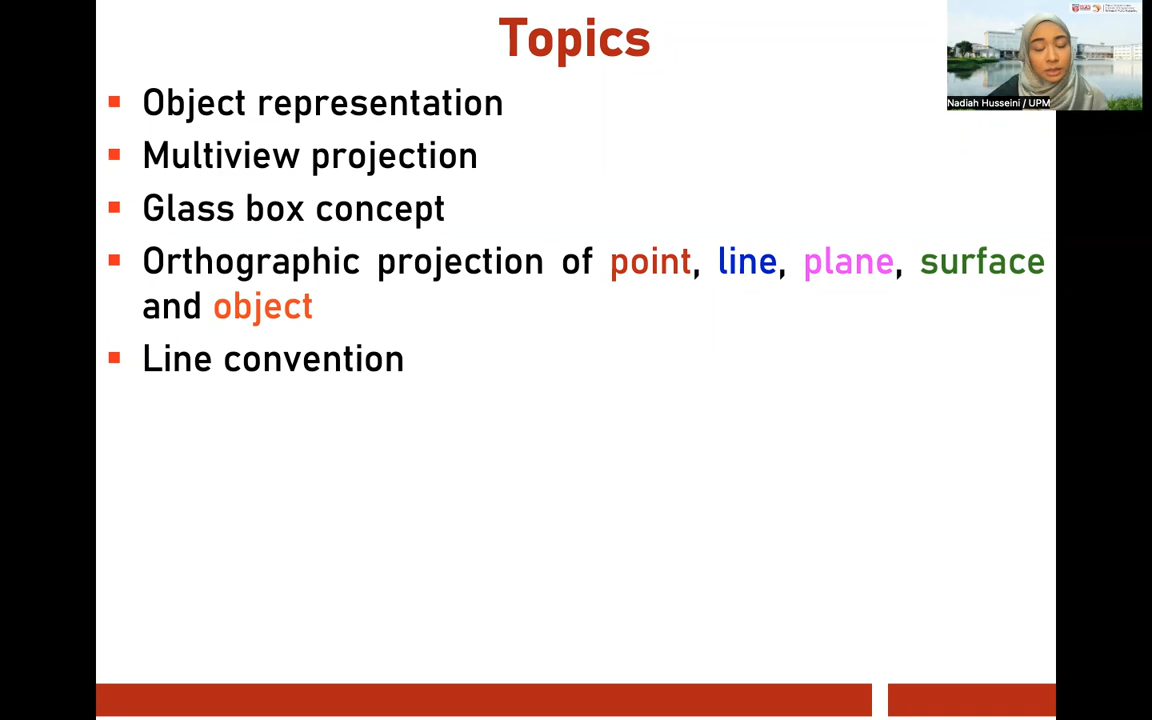 Topics
Object representation
Multiview projection
Glass box concept
Orthographic projection of point, line, plane, surface
and object
Line convention
Nadiah Husseini / UPM